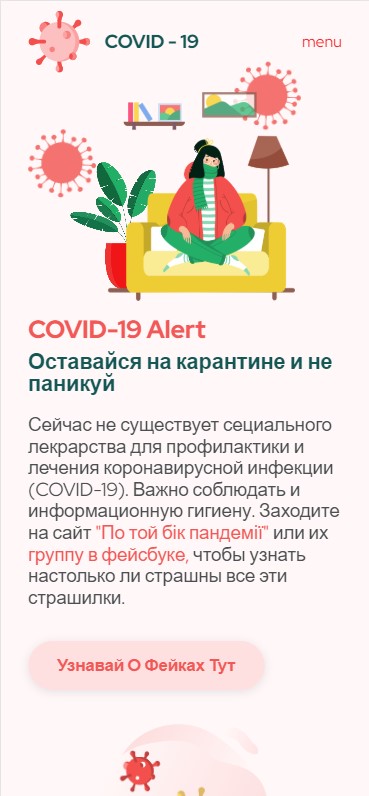 COVID - 19
menu
COVID-19 Alert
Оставайся на карантине и не
паникуй
Сейчас не существует сециального
лекрарства для профилактики и
лечения коронавирусной инфекции
(COVID-19). Важно соблюдать и
информационную гигиену. Заходите
на сайт "По той бік пандемії" или их
группу в фейсбуке, чтобы узнать
настолько ли страшны все эти
страшилки.
Узнавай О Фейках Тут